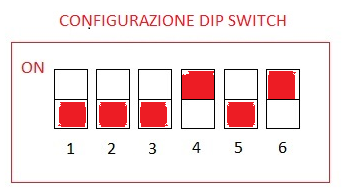 CONFIGURAZIONE DIP SWITCH
ON
1 2 3 4 5 6